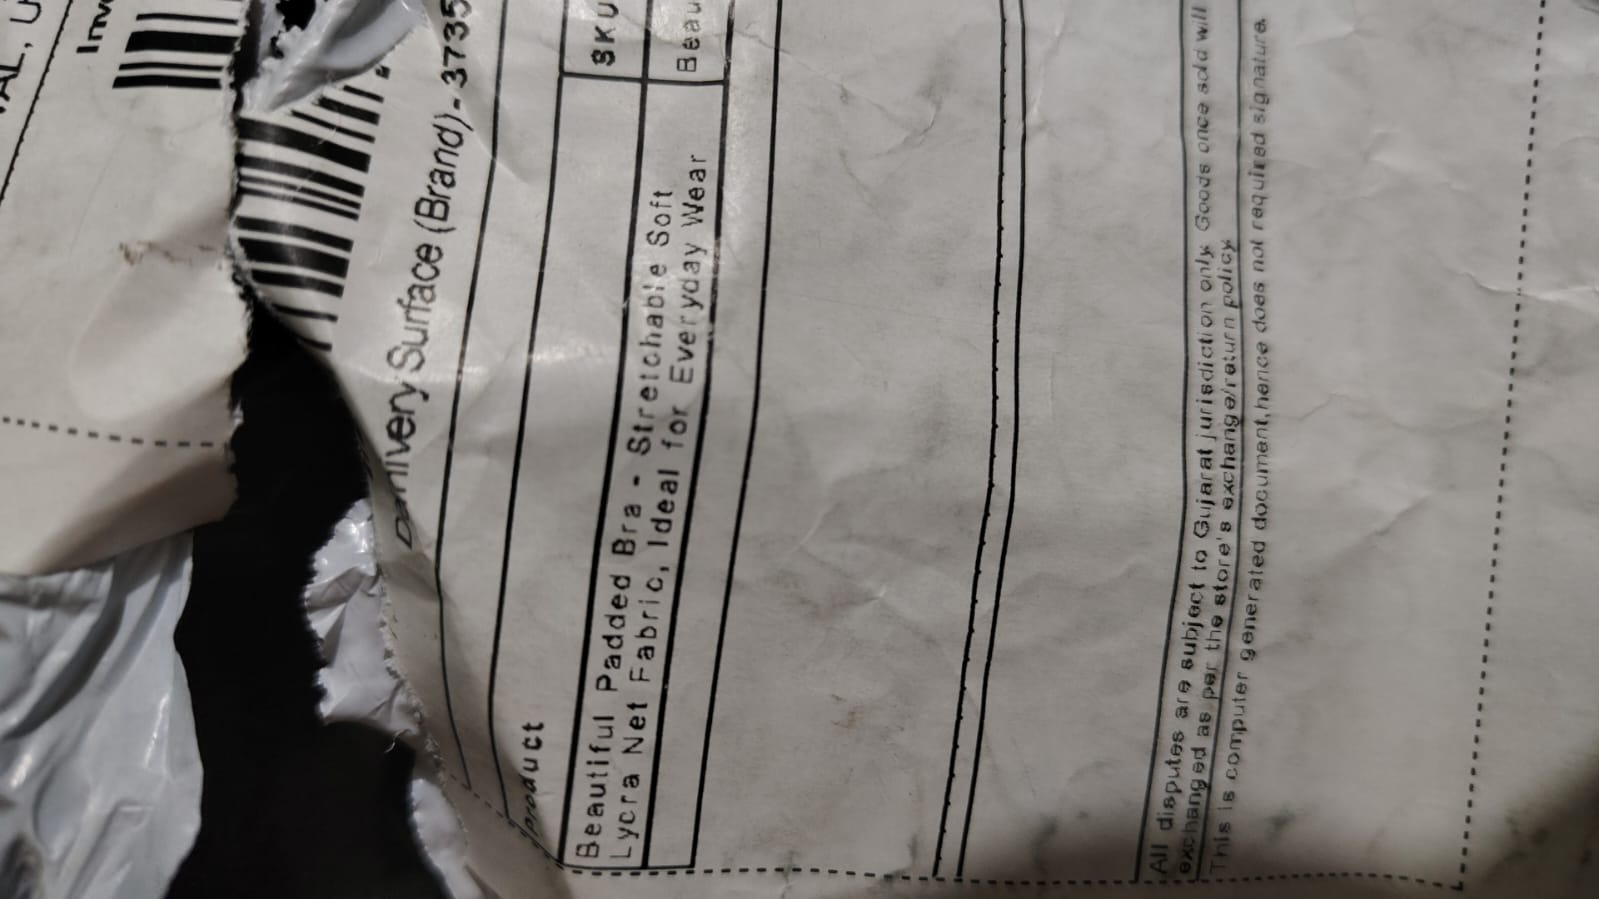 Inv
Delhivery Surface (Brand)-3735
Product
SKU
Beautiful Padded Bra - Stretchable Soft
Lycra Net Fabric, Ideal for Everyday Wear
Beau
All disputes are subject to Gujarat jurisdiction only. Goods once sold will
exchanged as per the store's exchange/return policy.
This is computer generated document,hence does not required signature.